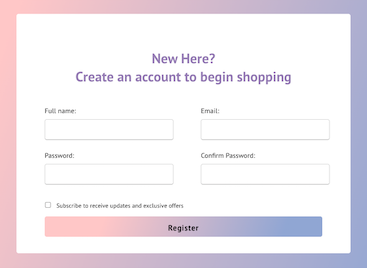 New Here?
Create an account to begin shopping
Full name:
Email:
Password:
Confirm Password:
Subscribe to receive updates and exclusive offers
Register